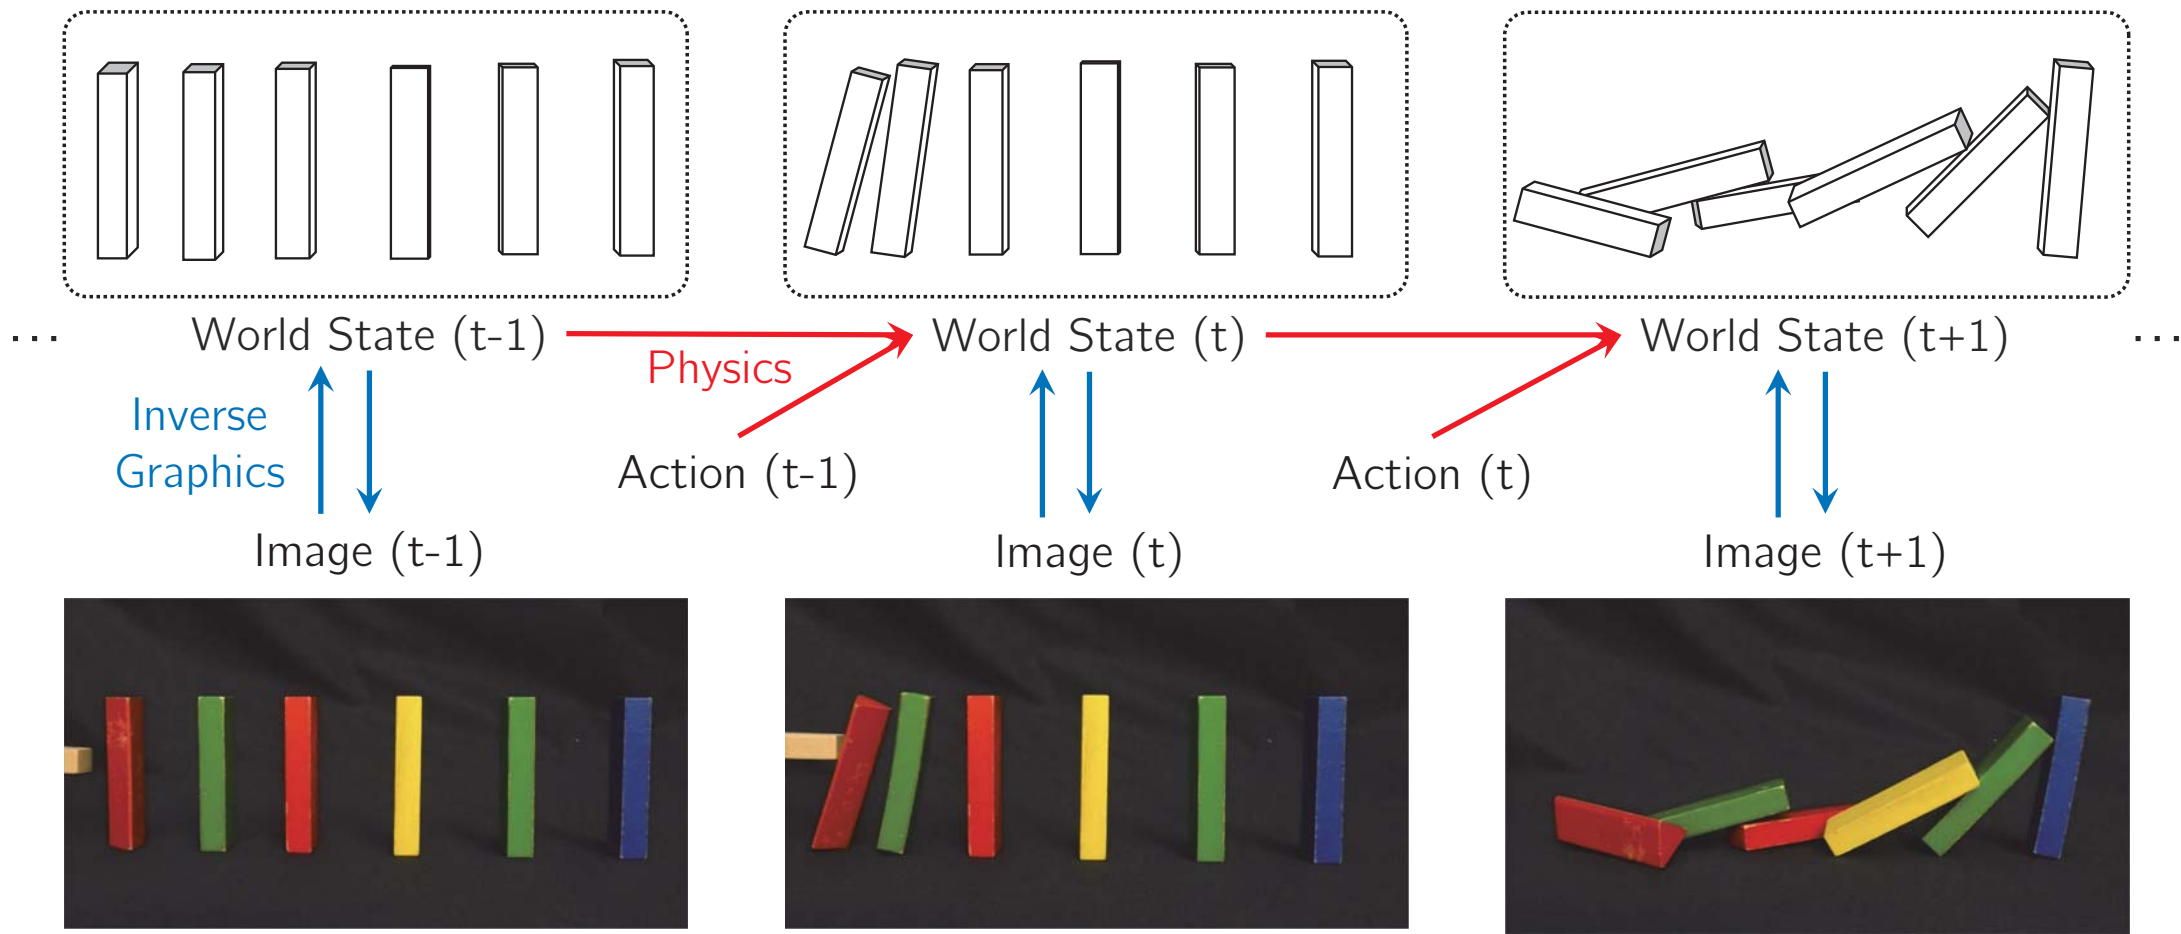 ... World State (t-1) World State (t) World State (t+1) ...
Physics
Inverse
Graphics
Action (t-1) Action (t)
Image (t-1) Image (t) Image (t+1)